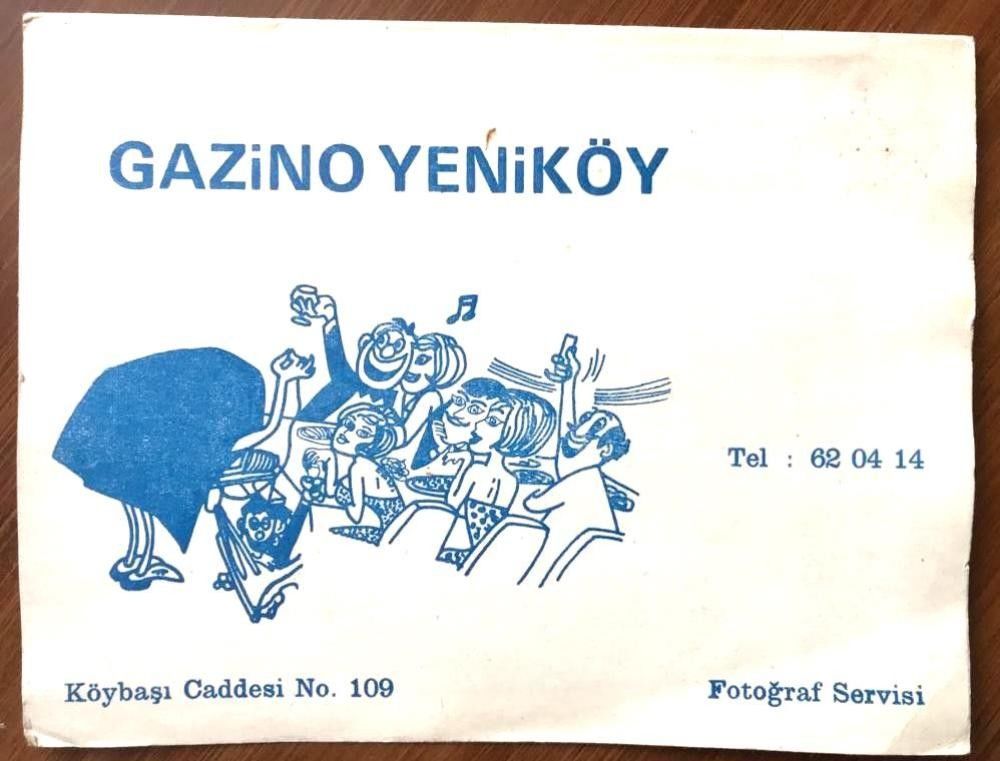 GAZiNO YENiKÖY
Tel : 62 04 14
Köybaşı Caddesi No. 109
Fotoğraf Servisi